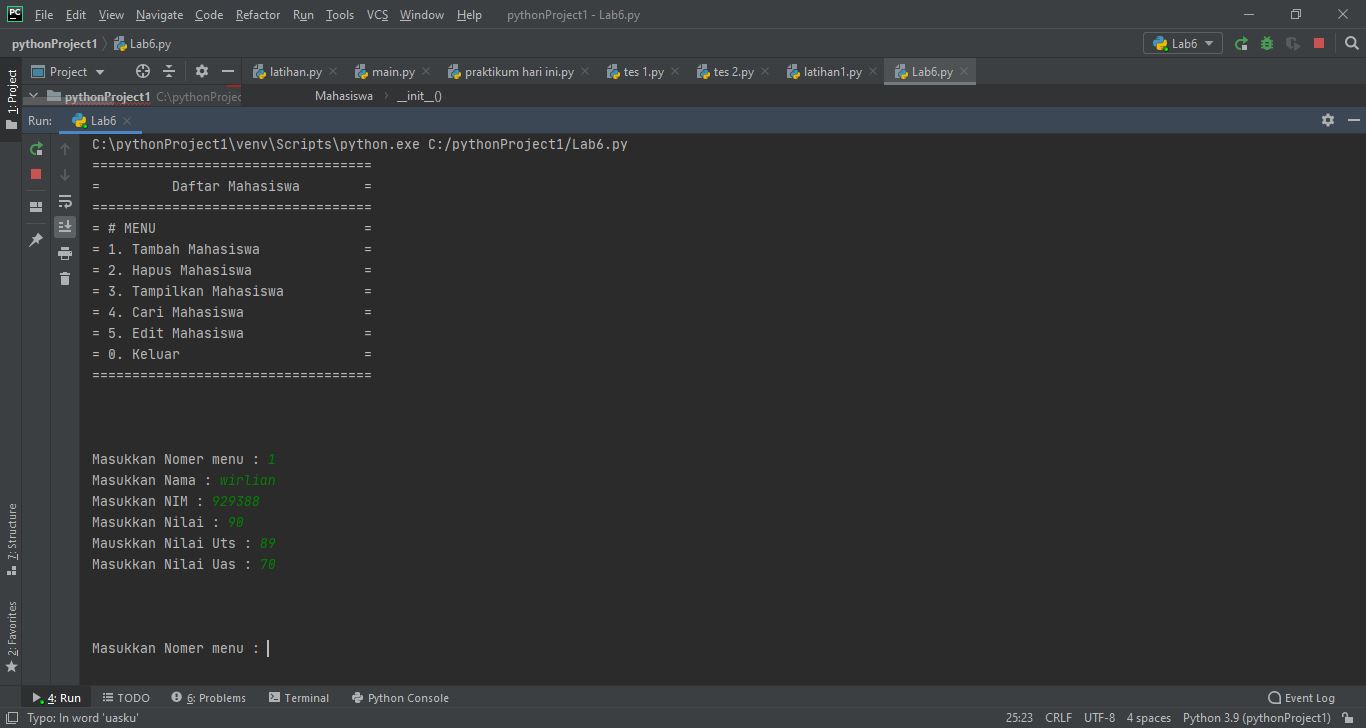 PC File Edit View Navigate Code Refactor Run Tools VCS Window Help pythonProject1 - Lab6.py
pythonProject1 Lab6.py Lab6
1: Project Project latihan.py main.py praktikum hari ini.py tes 1.py tes 2.py latihan1.py Lab6.py
pythonProject1 C:\pythonProjec Mahasiswa __init__()
Run: Lab6
C:\pythonProject1\venv\Scripts\python.exe C:/pythonProject1/Lab6.py
===================================
= Daftar Mahasiswa =
===================================
= # MENU =
= 1. Tambah Mahasiswa =
= 2. Hapus Mahasiswa =
= 3. Tampilkan Mahasiswa =
= 4. Cari Mahasiswa =
= 5. Edit Mahasiswa =
= 0. Keluar =
===================================
Masukkan Nomer menu : 1
Masukkan Nama : wirlian
Masukkan NIM : 929388
Masukkan Nilai : 90
Mauskkan Nilai Uts : 89
Masukkan Nilai Uas : 70
Masukkan Nomer menu :
7: Structure
2: Favorites
4: Run TODO 6: Problems Terminal Python Console Event Log
Typo: In word 'uasku' 25:23 CRLF UTF-8 4 spaces Python 3.9 (pythonProject1)